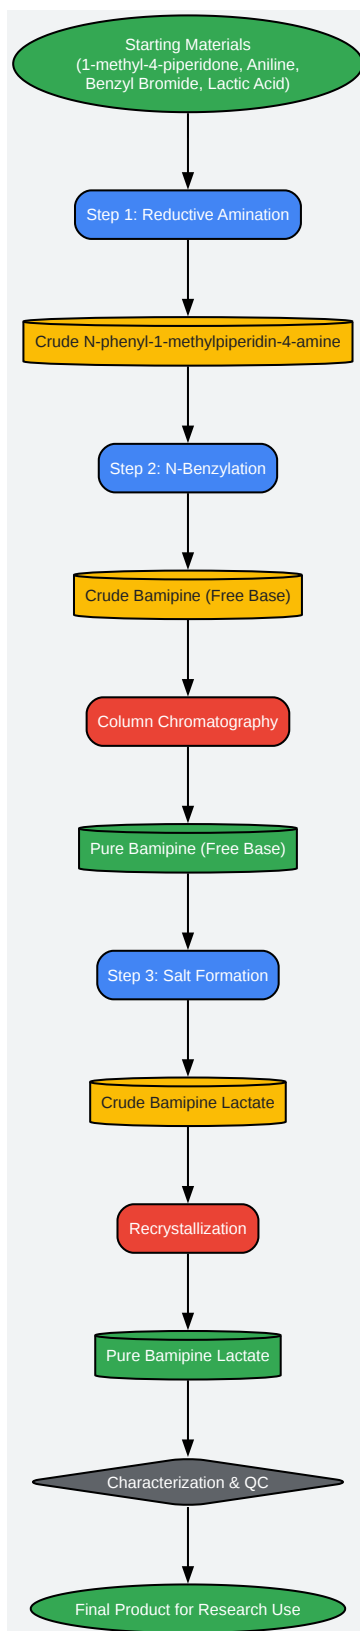 Starting Materials
(1-methyl-4-piperidone, Aniline,
Benzyl Bromide, Lactic Acid)
Step 1: Reductive Amination
Crude N-phenyl-1-methylpiperidin-4-amine
Step 2: N-Benzylation
Crude Bamipine (Free Base)
Column Chromatography
Pure Bamipine (Free Base)
Step 3: Salt Formation
Crude Bamipine Lactate
Recrystallization
Pure Bamipine Lactate
Characterization & QC
Final Product for Research Use